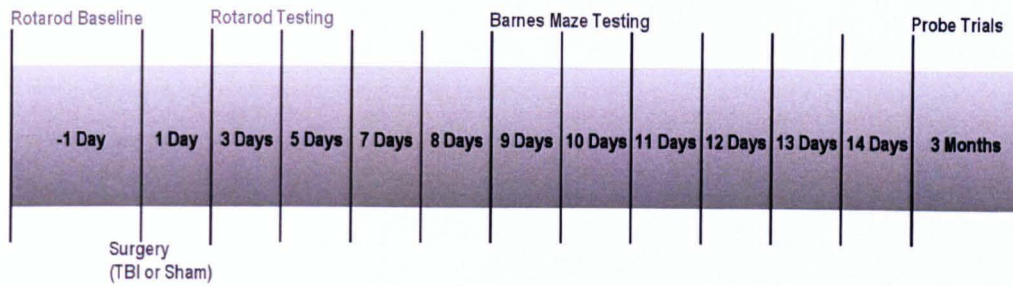 Rotarod Baseline Rotarod Testing Barnes Maze Testing Probe Trials
-1 Day 1 Day 3 Days 5 Days 7 Days 8 Days 9 Days 10 Days 11 Days 12 Days 13 Days 14 Days 3 Months
Surgery
(TBI or Sham)